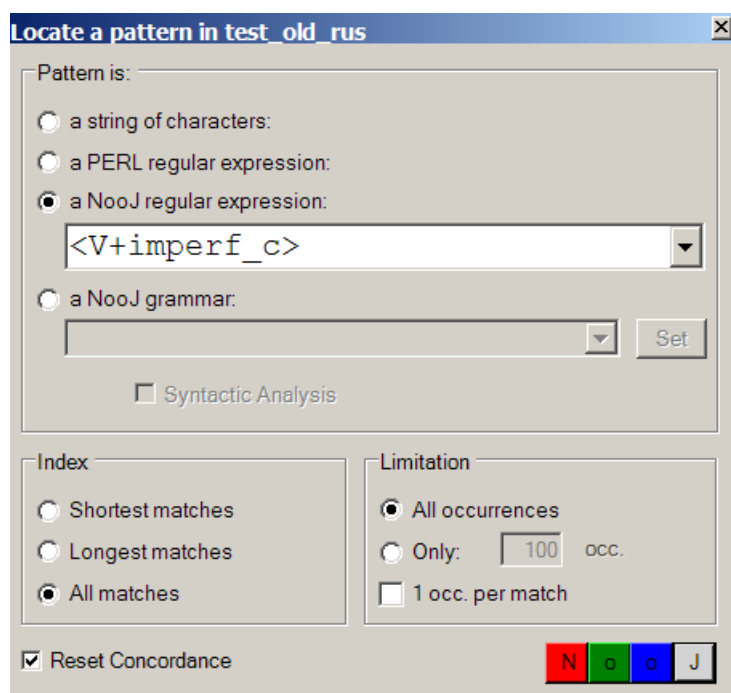 Locate a pattern in test_old_rus
Pattern is:
a string of characters:
a PERL regular expression:
a NooJ regular expression:
<V+imperf_c>
a NooJ grammar:
Set
Syntactic Analysis
Index
Shortest matches
Longest matches
All matches
Limitation
All occurrences
Only: 100 occ.
1 occ. per match
Reset Concordance
N o o J